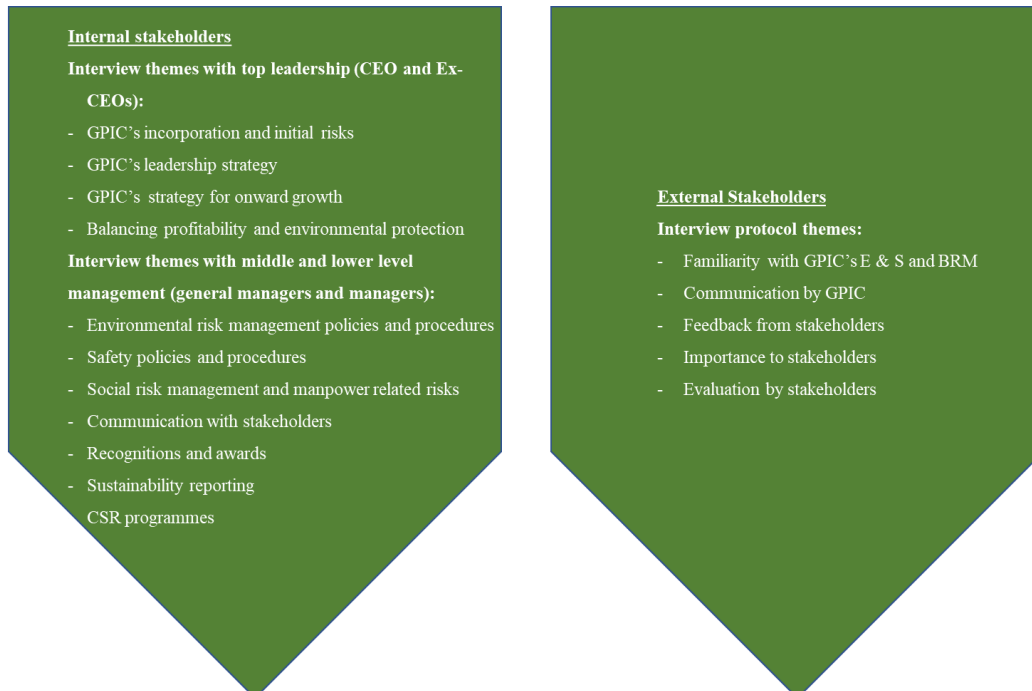 Internal stakeholders
Interview themes with top leadership (CEO and Ex-
CEOs):
- GPIC’s incorporation and initial risks
- GPIC’s leadership strategy
- GPIC’s strategy for onward growth
- Balancing profitability and environmental protection
Interview themes with middle and lower level
management (general managers and managers):
- Environmental risk management policies and procedures
- Safety policies and procedures
- Social risk management and manpower related risks
- Communication with stakeholders
- Recognitions and awards
- Sustainability reporting
CSR programmes
External Stakeholders
Interview protocol themes:
- Familiarity with GPIC’s E & S and BRM
- Communication by GPIC
- Feedback from stakeholders
- Importance to stakeholders
- Evaluation by stakeholders